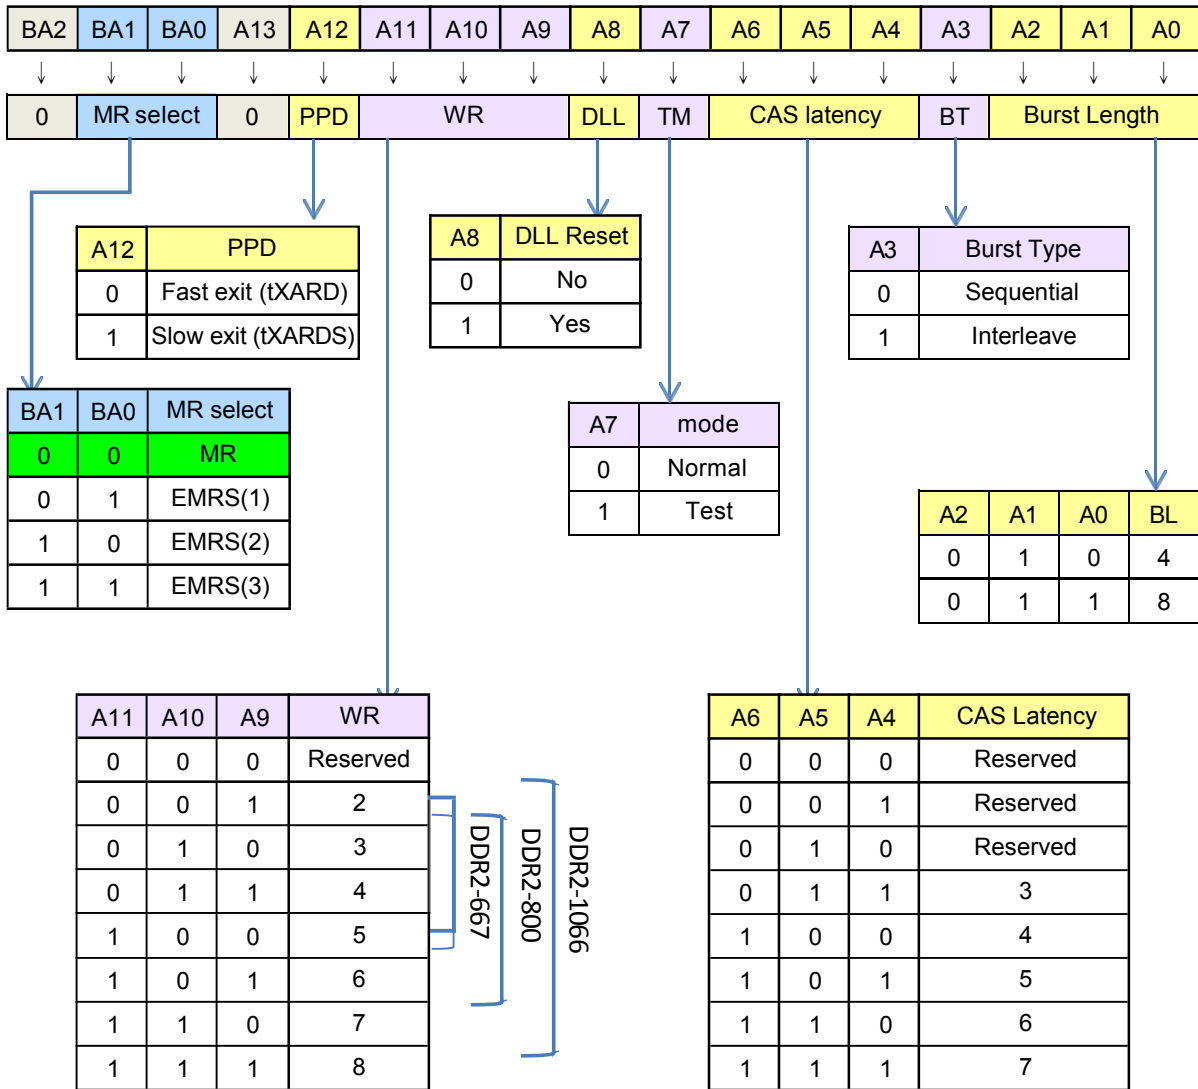 BA2 BA1 BA0 A13 A12 A11 A10 A9 A8 A7 A6 A5 A4 A3 A2 A1 A0
0 MR select 0 PPD WR DLL TM CAS latency BT Burst Length
A12 PPD
0 Fast exit (tXARD)
1 Slow exit (tXARDS)
A8 DLL Reset
0 No
1 Yes
A3 Burst Type
0 Sequential
1 Interleave
BA1 BA0 MR select
0 0 MR
0 1 EMRS(1)
1 0 EMRS(2)
1 1 EMRS(3)
A7 mode
0 Normal
1 Test
A2 A1 A0 BL
0 1 0 4
0 1 1 8
A11 A10 A9 WR
0 0 0 Reserved
0 0 1 2
0 1 0 3
0 1 1 4
1 0 0 5
1 0 1 6
1 1 0 7
1 1 1 8
DDR2-667
DDR2-800
DDR2-1066
A6 A5 A4 CAS Latency
0 0 0 Reserved
0 0 1 Reserved
0 1 0 Reserved
0 1 1 3
1 0 0 4
1 0 1 5
1 1 0 6
1 1 1 7